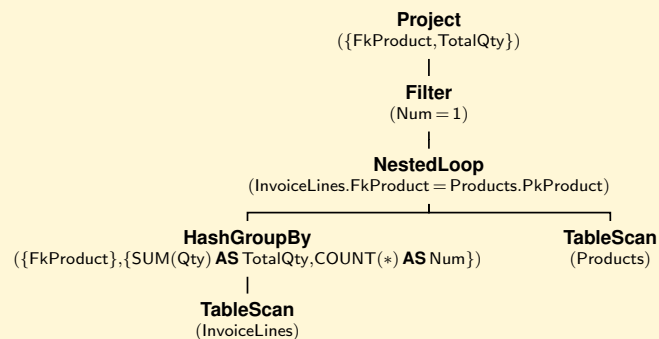 Project
({FkProduct,TotalQty})
Filter
(Num = 1)
NestedLoop
(InvoiceLines.FkProduct = Products.PkProduct)
HashGroupBy
({FkProduct},{SUM(Qty) AS TotalQty,COUNT(∗) AS Num})
TableScan
(Products)
TableScan
(InvoiceLines)